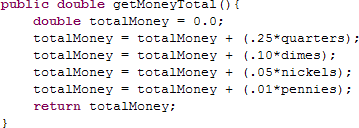 public double getMoneyTotal(){
    double totalMoney = 0.0;
    totalMoney = totalMoney + (.25*quarters);
    totalMoney = totalMoney + (.10*dimes);
    totalMoney = totalMoney + (.05*nickels);
    totalMoney = totalMoney + (.01*pennies);
    return totalMoney;
}